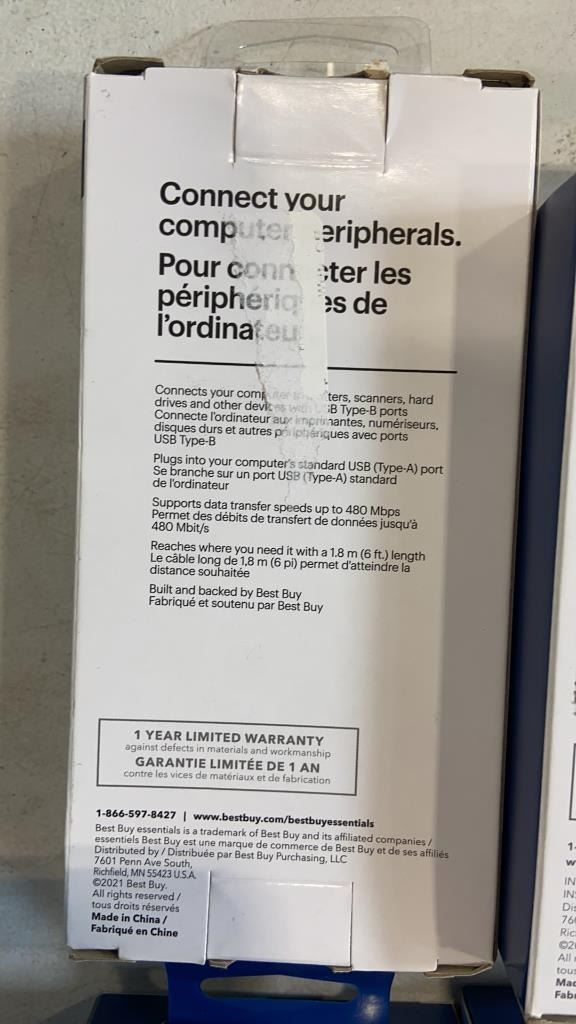 Connect your
computer peripherals.
Pour connecter les
périphériques de
l'ordinateur
Connects your computer to printers, scanners, hard
drives and other devices with USB Type-B ports
Connecte l'ordinateur aux imprimantes, numériseurs,
disques durs et autres périphériques avec ports
USB Type-B
Plugs into your computer's standard USB (Type-A) port
Se branche sur un port USB (Type-A) standard
de l'ordinateur
Supports data transfer speeds up to 480 Mbps
Permet des débits de transfert de données jusqu'à
480 Mbit/s
Reaches where you need it with a 1.8 m (6 ft.) length
Le câble long de 1,8 m (6 pi) permet d'atteindre la
distance souhaitée
Built and backed by Best Buy
Fabriqué et soutenu par Best Buy
1 YEAR LIMITED WARRANTY
against defects in materials and workmanship
GARANTIE LIMITÉE DE 1 AN
contre les vices de matériaux et de fabrication
1-866-597-8427 | www.bestbuy.com/bestbuyessentials
Best Buy essentials is a trademark of Best Buy and its affiliated companies /
essentiels Best Buy est une marque de commerce de Best Buy et de ses affiliés
Distributed by / Distribuée par Best Buy Purchasing, LLC
7601 Penn Ave South,
Richfield, MN 55423 U.S.A.
©2021 Best Buy.
All rights reserved /
tous droits réservés
Made in China /
Fabriqué en Chine